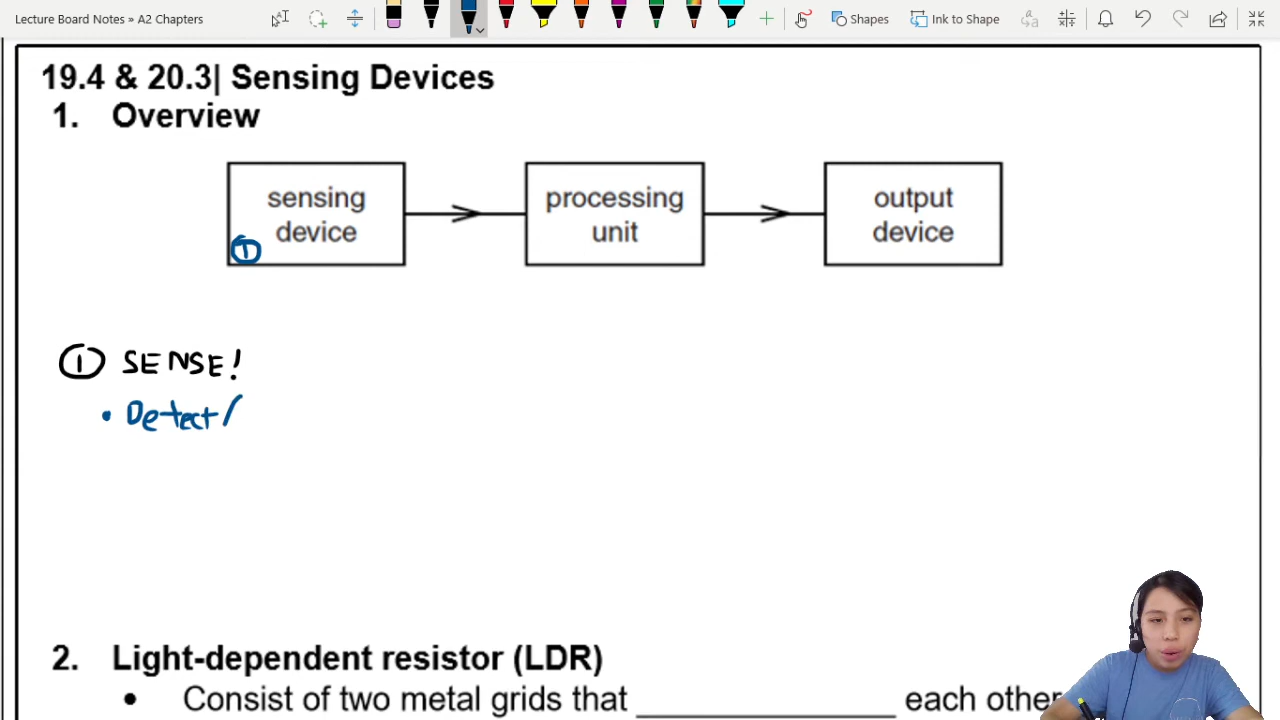 Lecture Board Notes » A2 Chapters
Shapes
Ink to Shape
19.4 & 20.3| Sensing Devices
1. Overview
sensing device
processing unit
output device
1
1 SENSE!
• Detect/
2. Light-dependent resistor (LDR)
• Consist of two metal grids that ____________ each other